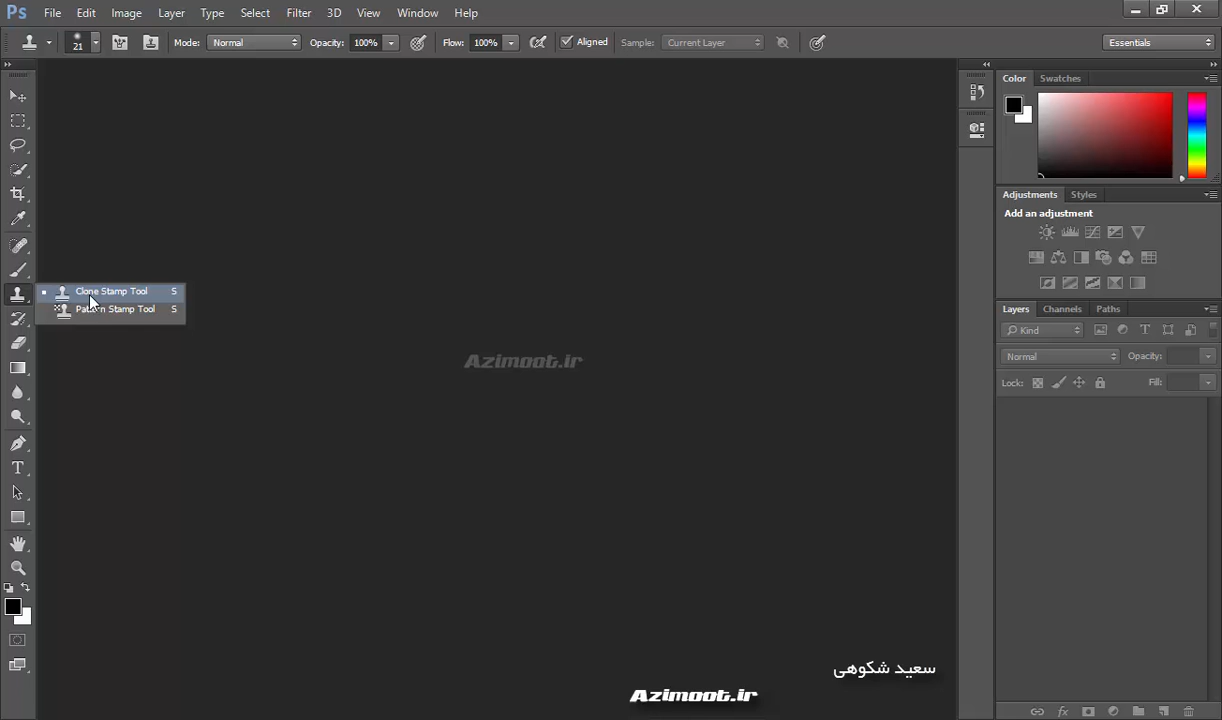 Ps File Edit Image Layer Type Select Filter 3D View Window Help
21 Mode: Normal Opacity: 100% Flow: 100% Aligned Sample: Current Layer Essentials
Color Swatches
Adjustments Styles
Add an adjustment
Clone Stamp Tool S
Pattern Stamp Tool S
Layers Channels Paths
Kind
Normal Opacity:
Lock: Fill:
Azimoot.ir
سعید شکوهی
Azimoot.ir